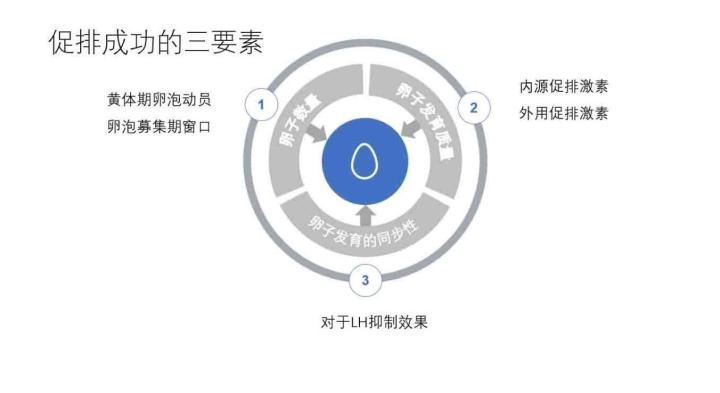 促排成功的三要素
黄体期卵泡动员
卵泡募集期窗口
1
卵子数量
卵子发育质量
2
内源促排激素
外用促排激素
卵子发育的同步性
3
对于LH抑制效果